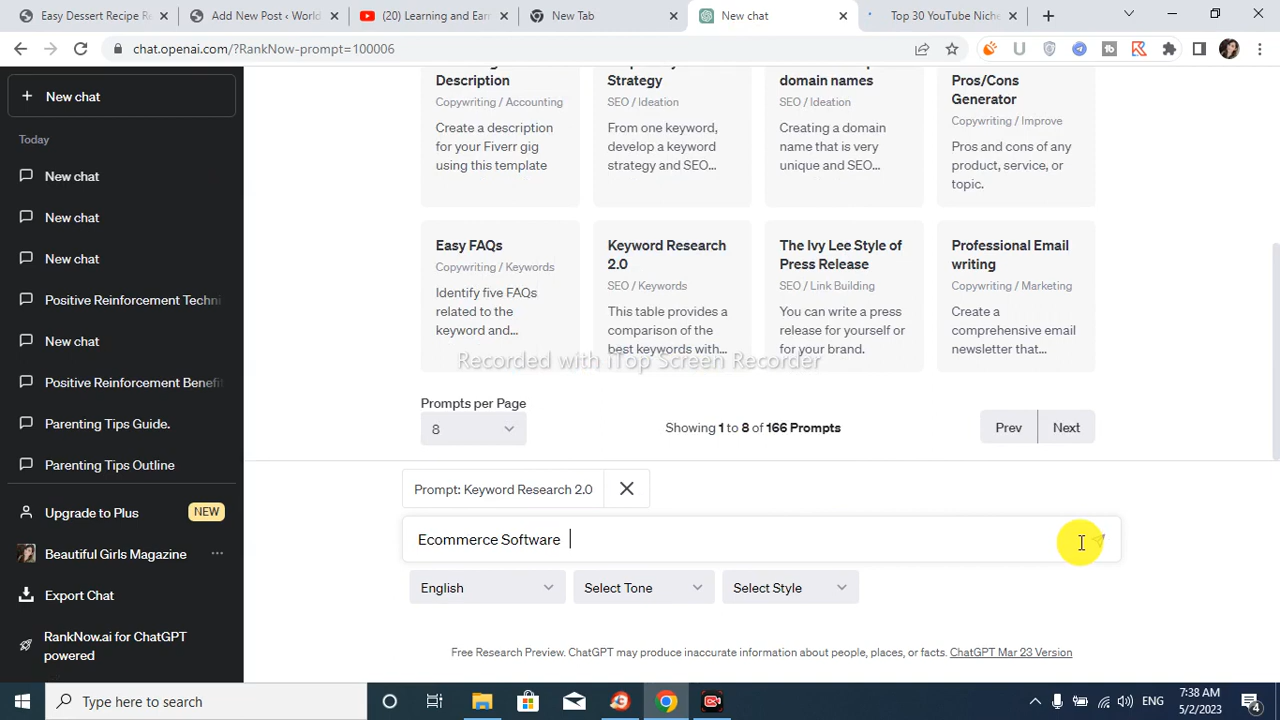 Easy Dessert Recipe R
Add New Post ‹ World
(20) Learning and Earn
New Tab
New chat
Top 30 YouTube Niche
chat.openai.com/?RankNow-prompt=100006
New chat
Today
New chat
New chat
New chat
Positive Reinforcement Techni
New chat
Positive Reinforcement Benefit
Parenting Tips Guide.
Parenting Tips Outline
Upgrade to Plus
NEW
Beautiful Girls Magazine
Export Chat
RankNow.ai for ChatGPT
powered
Description
Copywriting / Accounting
Create a description
for your Fiverr gig
using this template
Strategy
SEO / Ideation
From one keyword,
develop a keyword
strategy and SEO...
domain names
SEO / Ideation
Creating a domain
name that is very
unique and SEO...
Pros/Cons
Generator
Copywriting / Improve
Pros and cons of any
product, service, or
topic.
Easy FAQs
Copywriting / Keywords
Identify five FAQs
related to the
keyword and...
Keyword Research
2.0
SEO / Keywords
This table provides a
comparison of the
best keywords with...
The Ivy Lee Style of
Press Release
SEO / Link Building
You can write a press
release for yourself or
for your brand.
Professional Email
writing
Copywriting / Marketing
Create a
comprehensive email
newsletter that...
Recorded with iTop Screen Recorder
Prompts per Page
8
Showing 1 to 8 of 166 Prompts
Prev
Next
Prompt: Keyword Research 2.0
Ecommerce Software
English
Select Tone
Select Style
Free Research Preview. ChatGPT may produce inaccurate information about people, places, or facts. ChatGPT Mar 23 Version
Type here to search
ENG
7:38 AM
5/2/2023
4